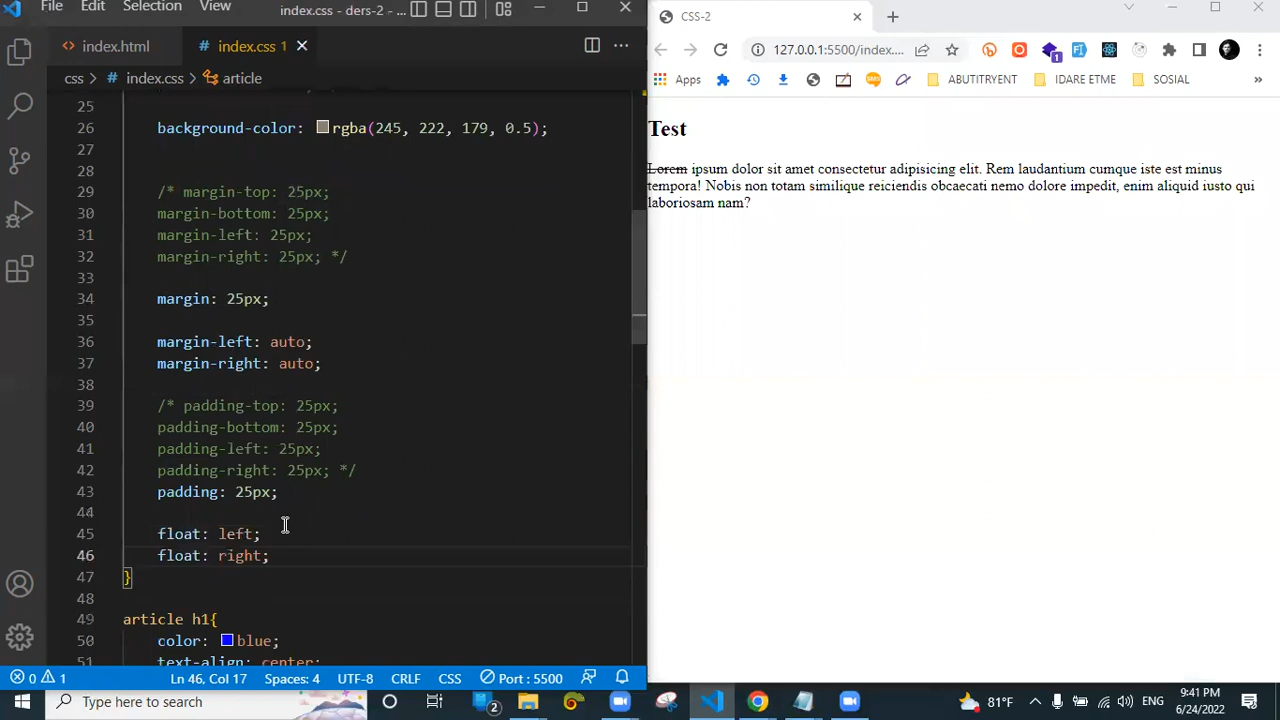 File Edit Selection index.css - ders-2 - ...
index.html
index.css 1
css > index.css > article
25
26 background-color: rgba(245, 222, 179, 0.5);
27
28
29 /* margin-top: 25px;
30 margin-bottom: 25px;
31 margin-left: 25px;
32 margin-right: 25px; */
33
34 margin: 25px;
35
36 margin-left: auto;
37 margin-right: auto;
38
39 /* padding-top: 25px;
40 padding-bottom: 25px;
41 padding-left: 25px;
42 padding-right: 25px; */
43 padding: 25px;
44
45 float: left;
46 float: right;
47 }
48
49 article h1{
50 color: blue;
51 text-align: center;
0 1 Ln 46, Col 17 Spaces: 4 UTF-8 CRLF CSS Port : 5500
CSS-2
127.0.0.1:5500/index....
1
Apps SMS ABUTITRYENT IDARE ETME SOSIAL »
Test
Lorem ipsum dolor sit amet consectetur adipisicing elit. Rem laudantium cumque iste est minus
tempora! Nobis non totam similique reiciendis obcaecati nemo dolore impedit, enim aliquid iusto qui
laboriosam nam?
Type here to search
2
81°F ENG
9:41 PM
6/24/2022